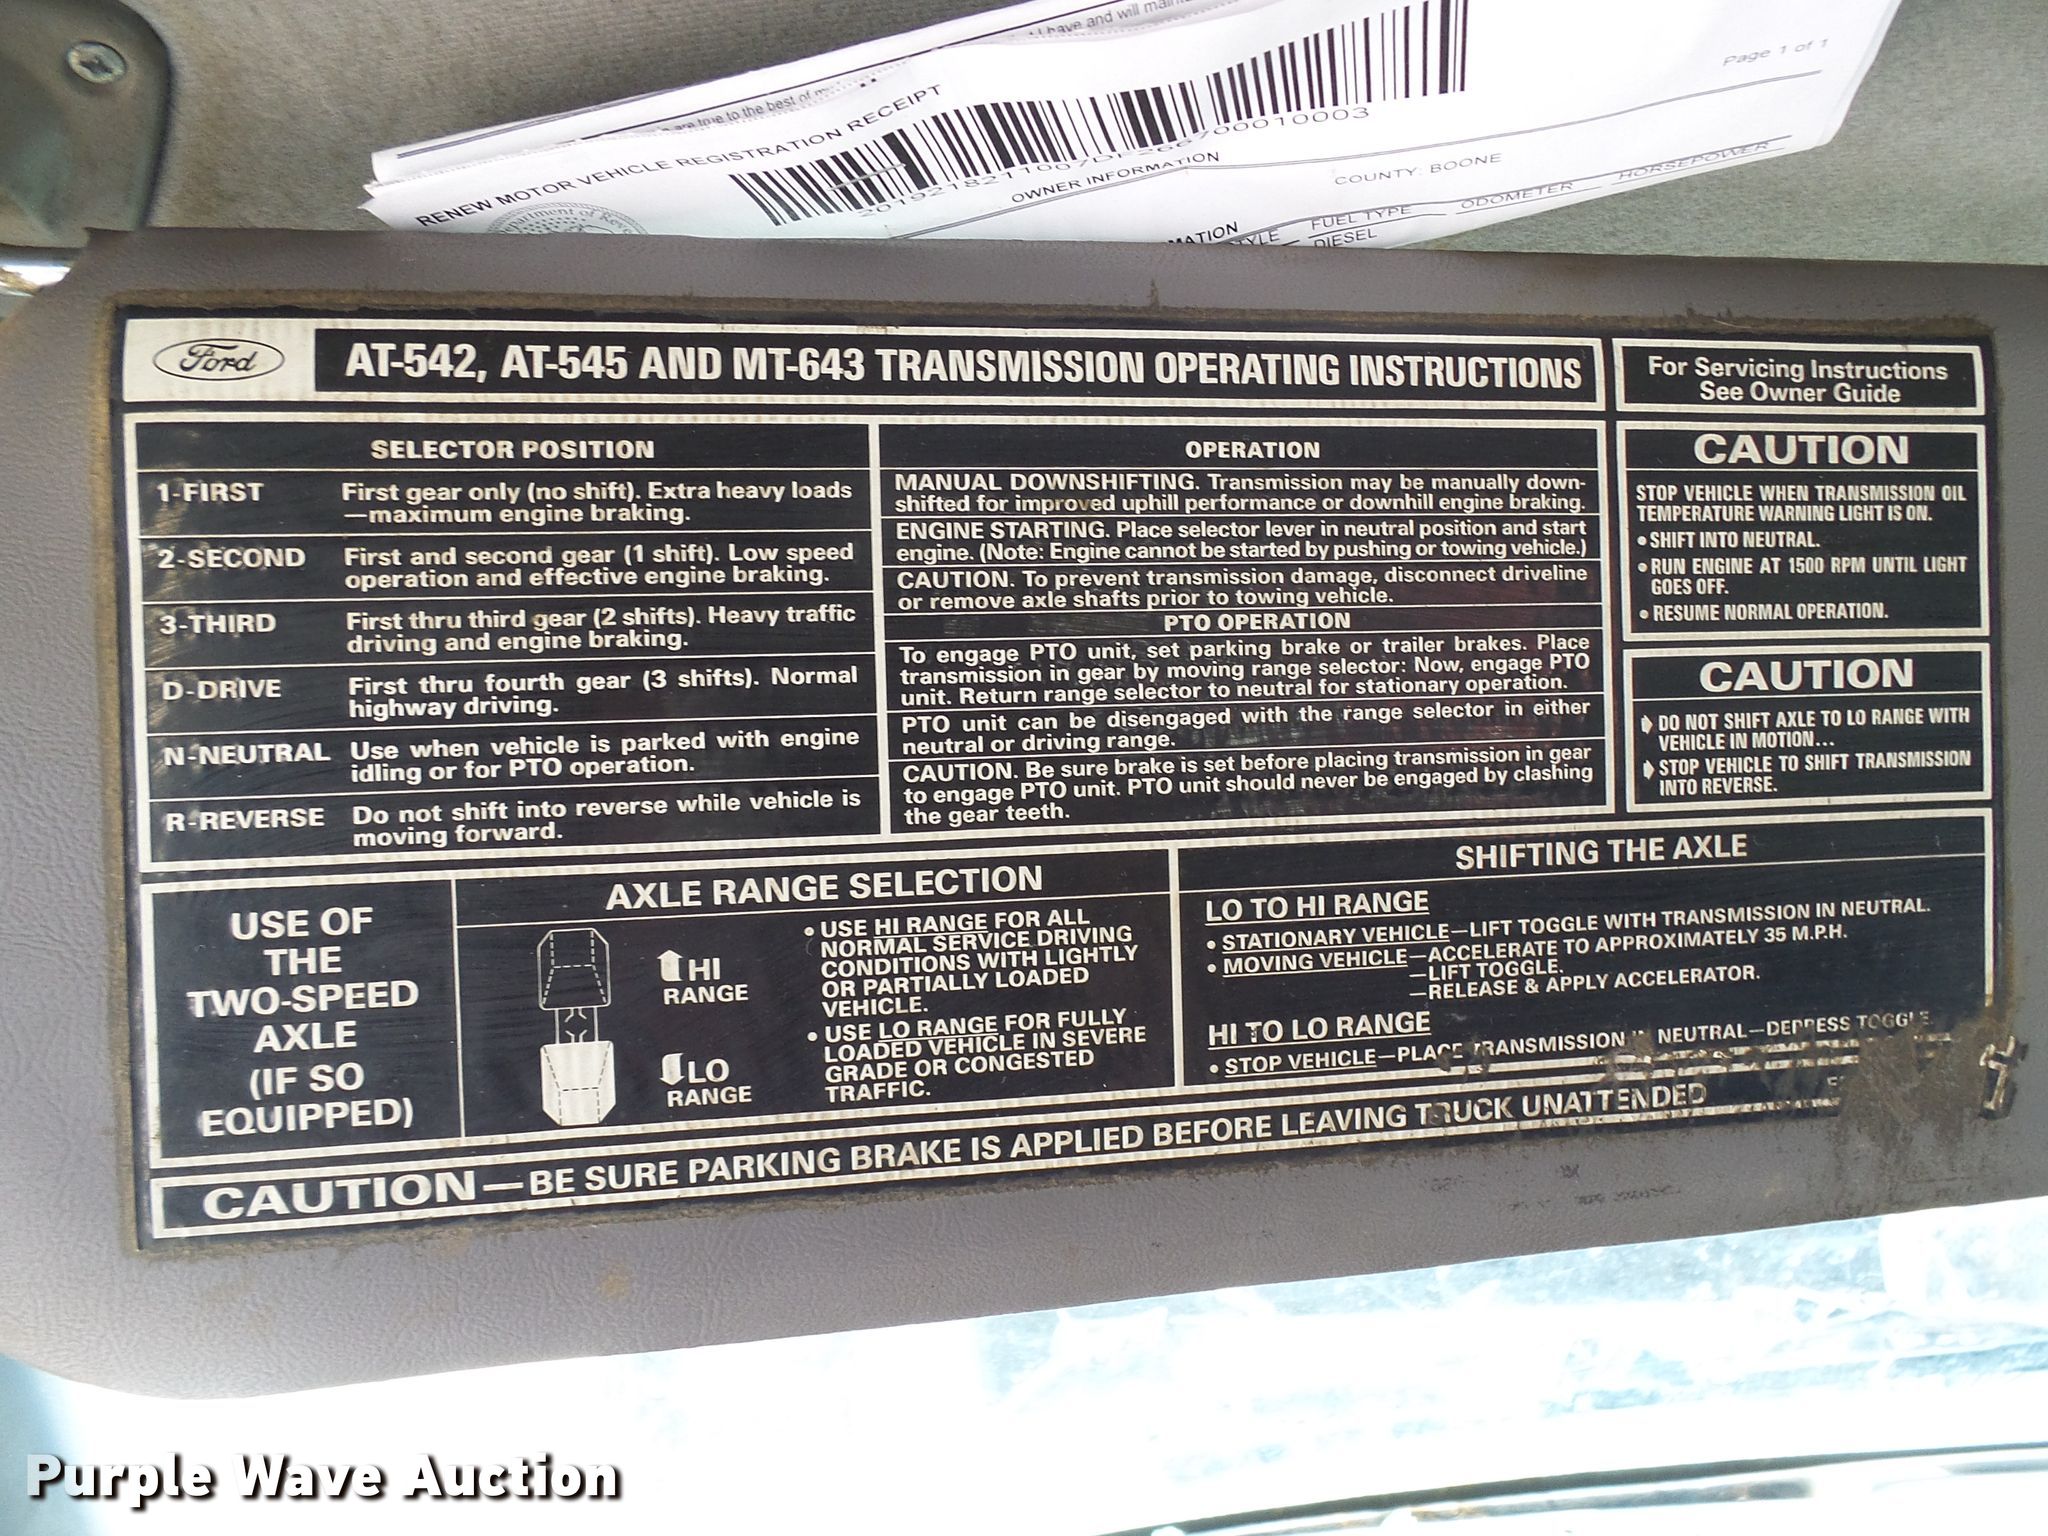 I have and will
are true to the best of
RENEW MOTOR VEHICLE REGISTRATION RECEIPT
Page 1 of 1
OWNER INFORMATION
COUNTY: BOONE
FUEL TYPE
ODOMETER
HORSEPOWER
DIESEL
Ford
AT-542, AT-545 AND MT-643 TRANSMISSION OPERATING INSTRUCTIONS
For Servicing Instructions
See Owner Guide
SELECTOR POSITION
1-FIRST First gear only (no shift). Extra heavy loads
—maximum engine braking.
2-SECOND First and second gear (1 shift). Low speed
operation and effective engine braking.
3-THIRD First thru third gear (2 shifts). Heavy traffic
driving and engine braking.
D-DRIVE First thru fourth gear (3 shifts). Normal
highway driving.
N-NEUTRAL Use when vehicle is parked with engine
idling or for PTO operation.
R-REVERSE Do not shift into reverse while vehicle is
moving forward.
OPERATION
MANUAL DOWNSHIFTING. Transmission may be manually down-
shifted for improved uphill performance or downhill engine braking.
ENGINE STARTING. Place selector lever in neutral position and start
engine. (Note: Engine cannot be started by pushing or towing vehicle.)
CAUTION. To prevent transmission damage, disconnect driveline
or remove axle shafts prior to towing vehicle.
PTO OPERATION
To engage PTO unit, set parking brake or trailer brakes. Place
transmission in gear by moving range selector: Now, engage PTO
unit. Return range selector to neutral for stationary operation.
PTO unit can be disengaged with the range selector in either
neutral or driving range.
CAUTION. Be sure brake is set before placing transmission in gear
to engage PTO unit. PTO unit should never be engaged by clashing
the gear teeth.
CAUTION
STOP VEHICLE WHEN TRANSMISSION OIL
TEMPERATURE WARNING LIGHT IS ON.
• SHIFT INTO NEUTRAL.
• RUN ENGINE AT 1500 RPM UNTIL LIGHT
GOES OFF.
• RESUME NORMAL OPERATION.
CAUTION
DO NOT SHIFT AXLE TO LO RANGE WITH
VEHICLE IN MOTION...
STOP VEHICLE TO SHIFT TRANSMISSION
INTO REVERSE.
USE OF
THE
TWO-SPEED
AXLE
(IF SO
EQUIPPED)
AXLE RANGE SELECTION
HI
RANGE
LO
RANGE
• USE HI RANGE FOR ALL
NORMAL SERVICE DRIVING
CONDITIONS WITH LIGHTLY
OR PARTIALLY LOADED
VEHICLE.
• USE LO RANGE FOR FULLY
LOADED VEHICLE IN SEVERE
GRADE OR CONGESTED
TRAFFIC.
SHIFTING THE AXLE
LO TO HI RANGE
• STATIONARY VEHICLE—LIFT TOGGLE WITH TRANSMISSION IN NEUTRAL.
• MOVING VEHICLE—ACCELERATE TO APPROXIMATELY 35 M.P.H.
—LIFT TOGGLE.
—RELEASE & APPLY ACCELERATOR.
HI TO LO RANGE
• STOP VEHICLE—PLACE TRANSMISSION IN NEUTRAL—DEPRESS TOGGLE.
CAUTION—BE SURE PARKING BRAKE IS APPLIED BEFORE LEAVING TRUCK UNATTENDED
Purple Wave Auction